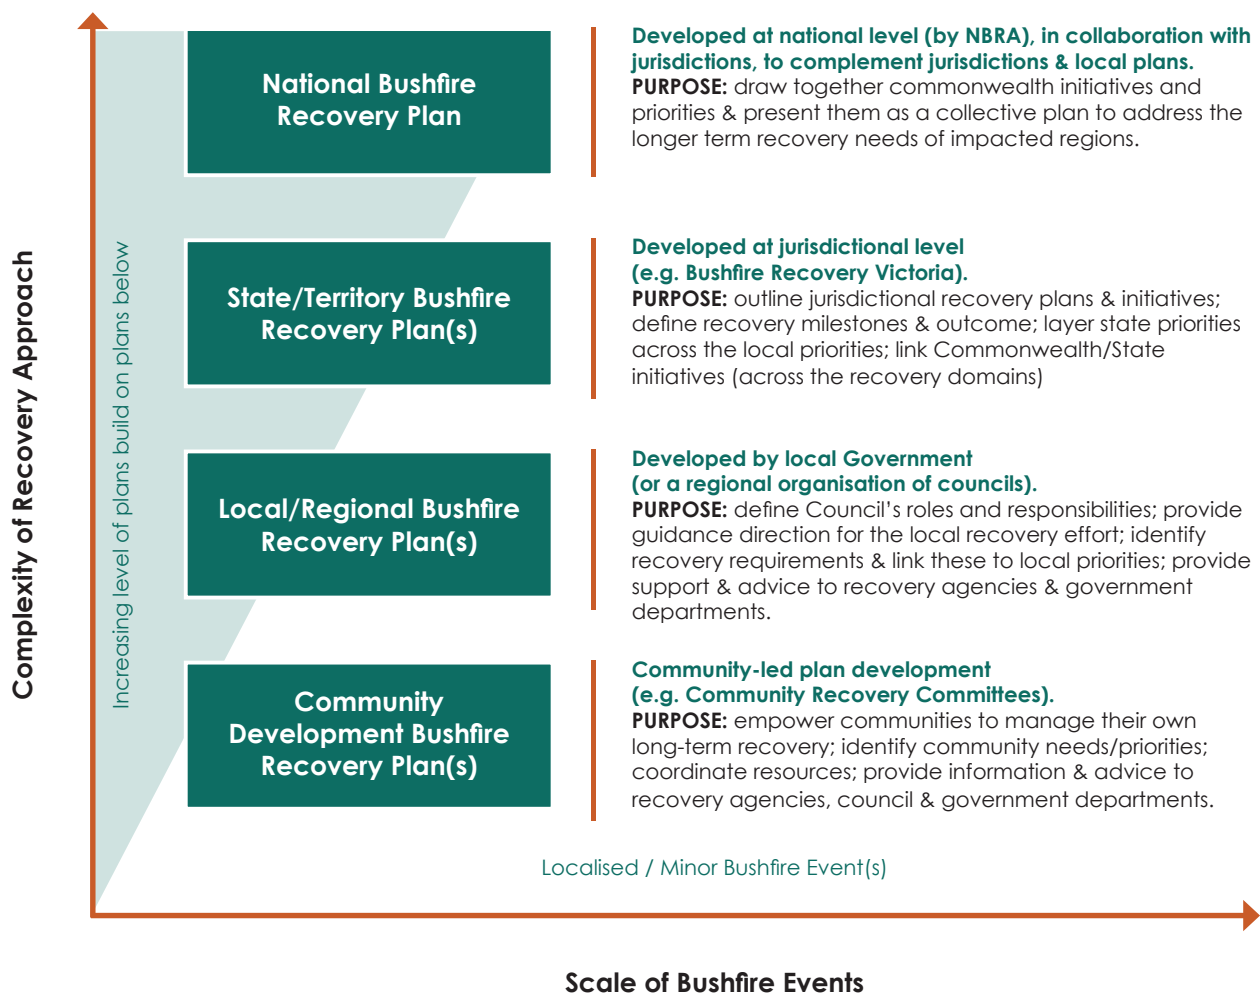 National Bushfire
Recovery Plan
Developed at national level (by NBRA), in collaboration with
jurisdictions, to complement jurisdictions & local plans.
PURPOSE: draw together commonwealth initiatives and
priorities & present them as a collective plan to address the
longer term recovery needs of impacted regions.
Complexity of Recovery Approach
Increasing level of plans build on plans below
State/Territory Bushfire
Recovery Plan(s)
Developed at jurisdictional level
(e.g. Bushfire Recovery Victoria).
PURPOSE: outline jurisdictional recovery plans & initiatives;
define recovery milestones & outcome; layer state priorities
across the local priorities; link Commonwealth/State
initiatives (across the recovery domains)
Local/Regional Bushfire
Recovery Plan(s)
Developed by local Government
(or a regional organisation of councils).
PURPOSE: define Council’s roles and responsibilities; provide
guidance direction for the local recovery effort; identify
recovery requirements & link these to local priorities; provide
support & advice to recovery agencies & government
departments.
Community
Development Bushfire
Recovery Plan(s)
Community-led plan development
(e.g. Community Recovery Committees).
PURPOSE: empower communities to manage their own
long-term recovery; identify community needs/priorities;
coordinate resources; provide information & advice to
recovery agencies, council & government departments.
Localised / Minor Bushfire Event(s)
Scale of Bushfire Events